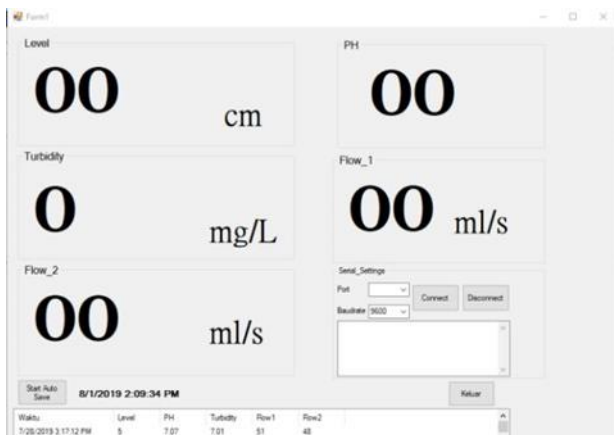 Form1
Level
00 cm
PH
00
Turbidity
0 mg/L
Flow_1
00 ml/s
Flow_2
00 ml/s
Serial_Settings
Port
Connect Disconnect
Baudrate 9600
Start Auto Save
8/1/2019 2:09:34 PM
Keluar
Waktu Level PH Turbidity Flow1 Flow2
7/28/2019 3:17:12 PM 5 7.07 7.01 51 48